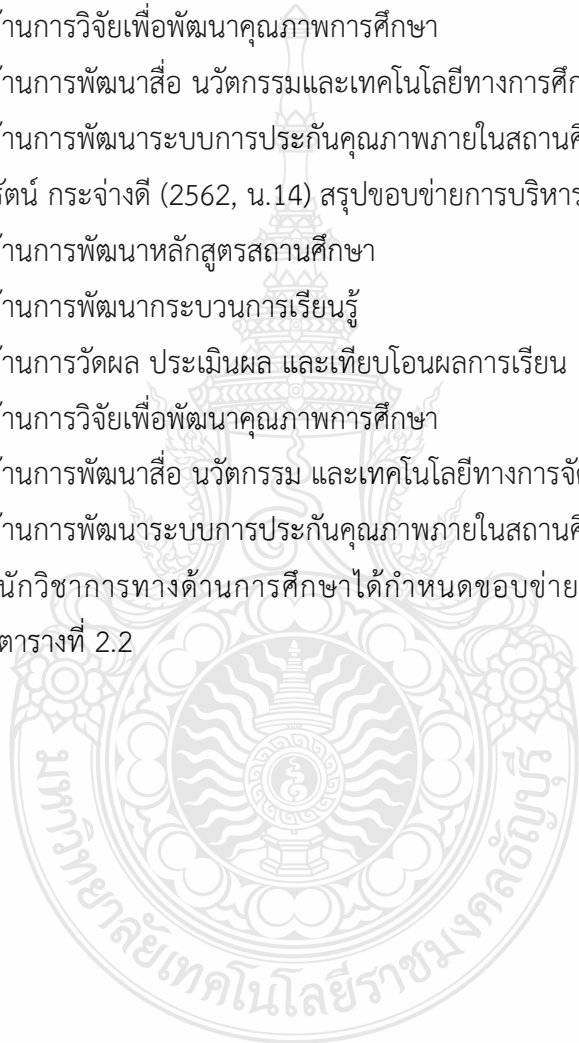 ด้านการวิจัยเพื่อพัฒนาคุณภาพการศึกษา
ด้านการพัฒนาสื่อ นวัตกรรมและเทคโนโลยีทางการศึก
ด้านการพัฒนาระบบการประกันคุณภาพภายในสถานศึ
รัตน์ กระจ่างดี (2562, น.14) สรุปขอบข่ายการบริหาร
ด้านการพัฒนาหลักสูตรสถานศึกษา
ด้านการพัฒนากระบวนการเรียนรู้
ด้านการวัดผล ประเมินผล และเทียบโอนผลการเรียน
ด้านการวิจัยเพื่อพัฒนาคุณภาพการศึกษา
ด้านการพัฒนาสื่อ นวัตกรรม และเทคโนโลยีทางการจัด
ด้านการพัฒนาระบบการประกันคุณภาพภายในสถานศึ
นักวิชาการทางด้านการศึกษาได้กำหนดขอบข่าย
ตารางที่ 2.2
มหาวิทยาลัยเทคโนโลยีราชมงคลธัญบุรี